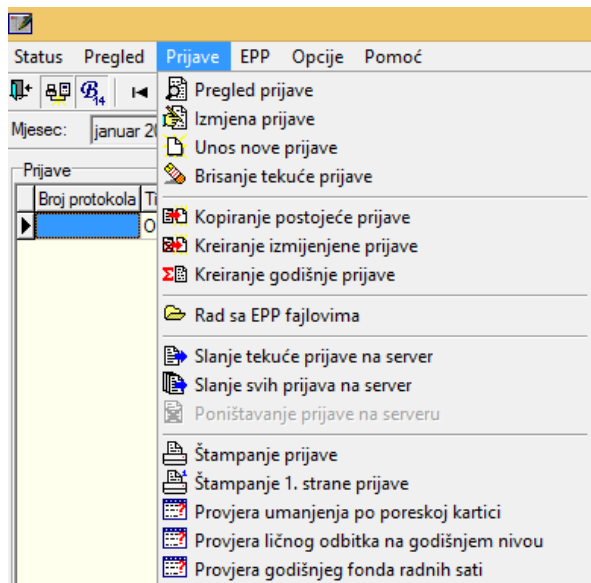 Status Pregled Prijave EPP Opcije Pomoć
B14
Mjesec: januar 20
Prijave
Broj protokola Ti
O
Pregled prijave
Izmjena prijave
Unos nove prijave
Brisanje tekuće prijave
Kopiranje postojeće prijave
Kreiranje izmijenjene prijave
Kreiranje godišnje prijave
Rad sa EPP fajlovima
Slanje tekuće prijave na server
Slanje svih prijava na server
Poništavanje prijave na serveru
Štampanje prijave
Štampanje 1. strane prijave
Provjera umanjenja po poreskoj kartici
Provjera ličnog odbitka na godišnjem nivou
Provjera godišnjeg fonda radnih sati